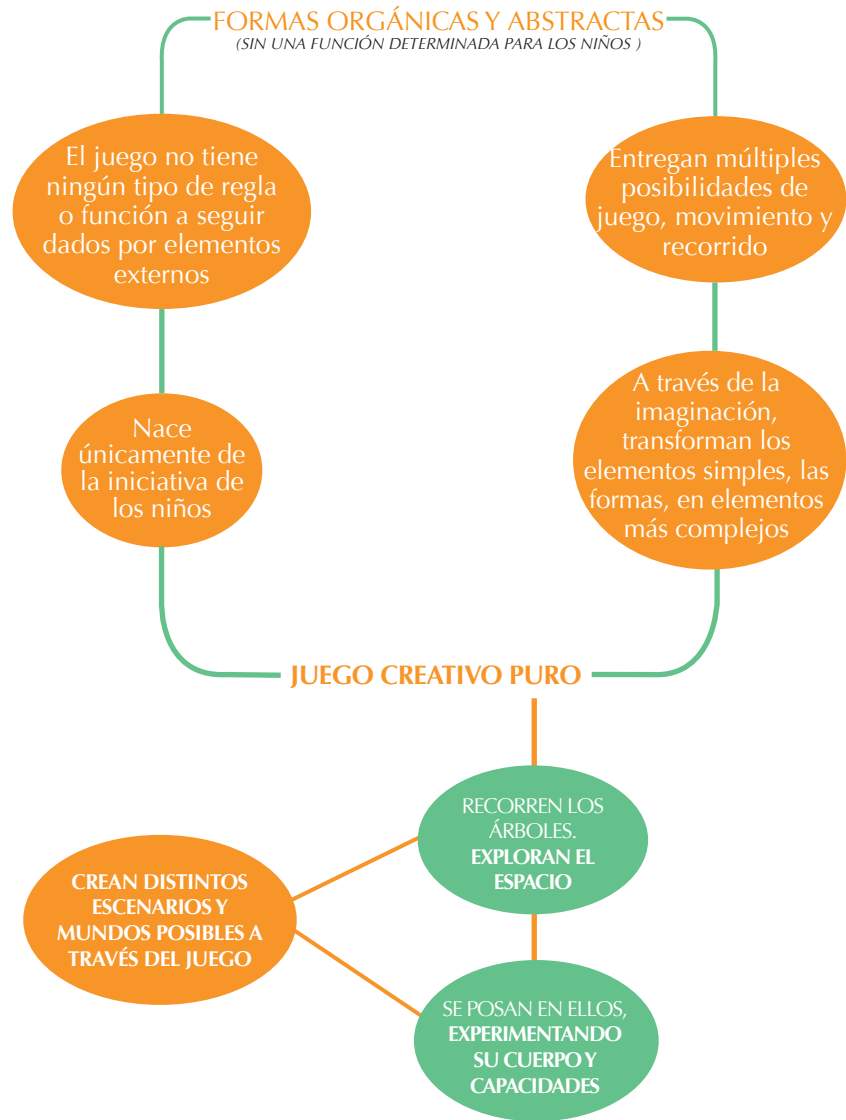 FORMAS ORGÁNICAS Y ABSTRACTAS
(SIN UNA FUNCIÓN DETERMINADA PARA LOS NIÑOS )
El juego no tiene
ningún tipo de regla
o función a seguir
dados por elementos
externos
Nace
únicamente de
la iniciativa de
los niños
Entregan múltiples
posibilidades de
juego, movimiento y
recorrido
A través de la
imaginación,
transforman los
elementos simples, las
formas, en elementos
más complejos
JUEGO CREATIVO PURO
RECORREN LOS
ÁRBOLES.
EXPLORAN EL
ESPACIO
CREAN DISTINTOS
ESCENARIOS Y
MUNDOS POSIBLES A
TRAVÉS DEL JUEGO
SE POSAN EN ELLOS,
EXPERIMENTANDO
SU CUERPO Y
CAPACIDADES